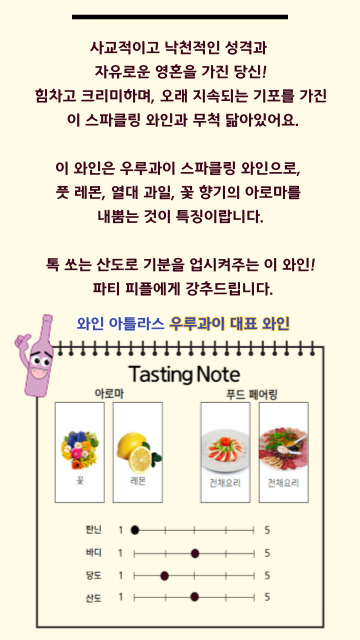 사교적이고 낙천적인 성격과
자유로운 영혼을 가진 당신!
힘차고 크리미하며, 오래 지속되는 기포를 가진
이 스파클링 와인과 무척 닮아있어요.
이 와인은 우루과이 스파클링 와인으로,
풋 레몬, 열대 과일, 꽃 향기의 아로마를
내뿜는 것이 특징이랍니다.
톡 쏘는 산도로 기분을 업시켜주는 이 와인!
파티 피플에게 강추드립니다.
와인 아틀라스 우루과이 대표 와인
Tasting Note
아로마 푸드 페어링
꽃 레몬 전채요리 전채요리
탄닌 1 5
바디 1 5
당도 1 5
산도 1 5